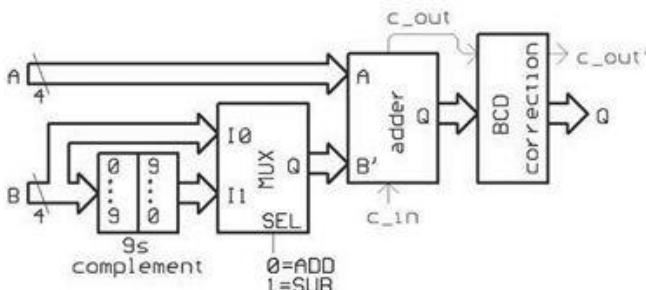 c_out
A
4
A
adder
Q
B'
c_in
BCD
correction
c_out'
Q
B
4
0
.
.
.
9
9
.
.
.
0
9s
complement
I0
I1
MUX
Q
SEL
0=ADD
1=SUB